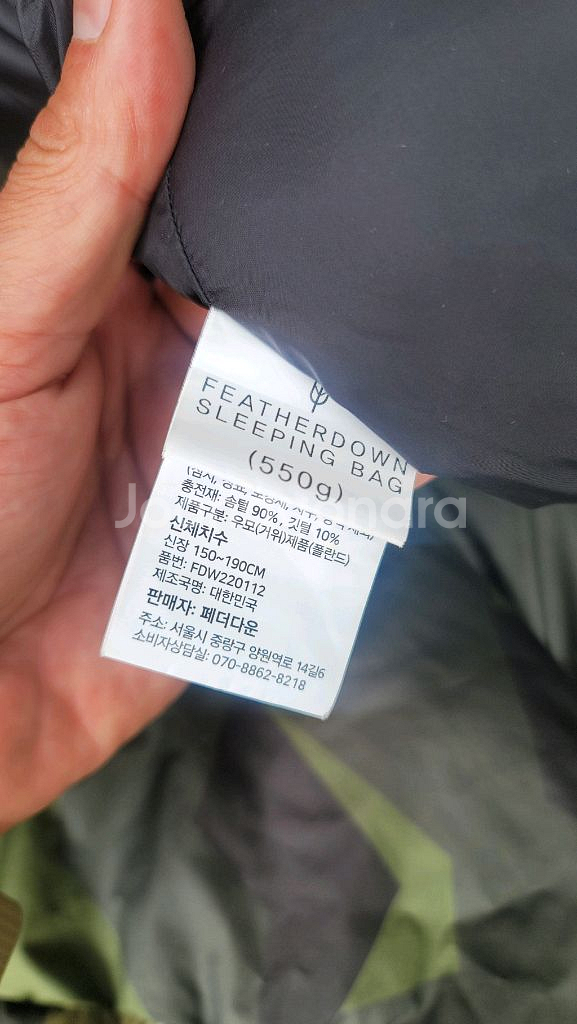 FEATHERDOWN
SLEEPING BAG
(550g)
충전재: 솜털 90%, 깃털 10%
제품구분: 우모(거위)제품(폴란드)
신체치수
신장 150~190CM
품번: FDW220112
제조국명: 대한민국
판매자: 페더다운
주소: 서울시 중랑구 양원역로 14길6
소비자상담실: 070-8862-8218